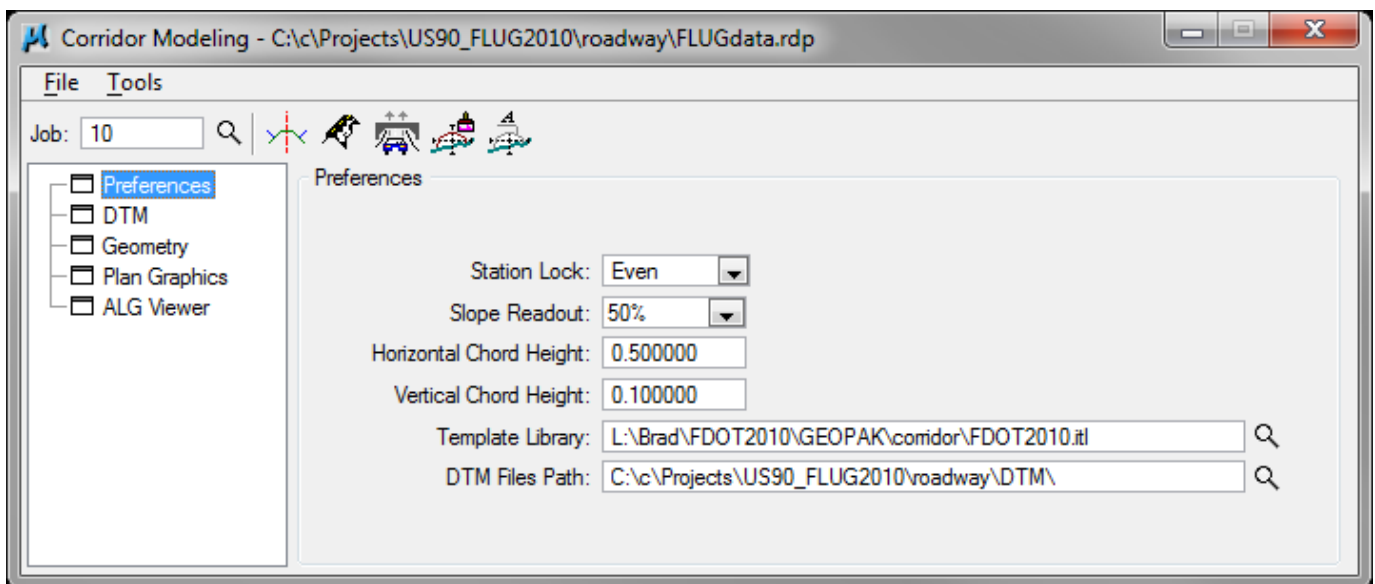 Corridor Modeling - C:\c\Projects\US90_FLUG2010\roadway\FLUGdata.rdp
File Tools
Job: 10
A
Preferences
DTM
Geometry
Plan Graphics
ALG Viewer
Preferences
Station Lock: Even
Slope Readout: 50%
Horizontal Chord Height: 0.500000
Vertical Chord Height: 0.100000
Template Library: L:\Brad\FDOT2010\GEOPAK\corridor\FDOT2010.itl
DTM Files Path: C:\c\Projects\US90_FLUG2010\roadway\DTM\